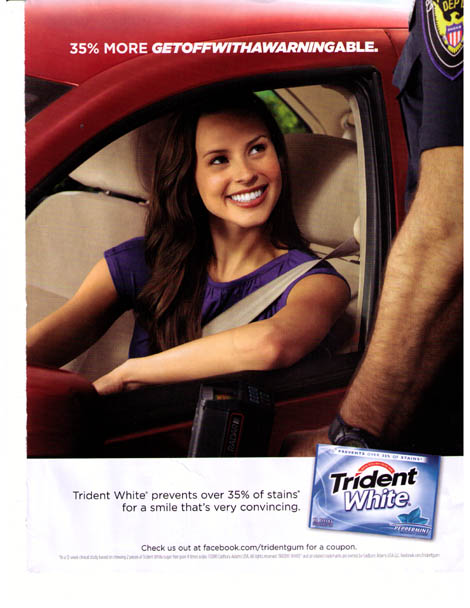 DEPT
35% MORE GETOFFWITHAWARNINGABLE.
PREVENTS OVER 35% OF STAINS
Trident
White®
PEPPERMINT
Trident White® prevents over 35% of stains*
for a smile that's very convincing.
Check us out at facebook.com/tridentgum for a coupon.